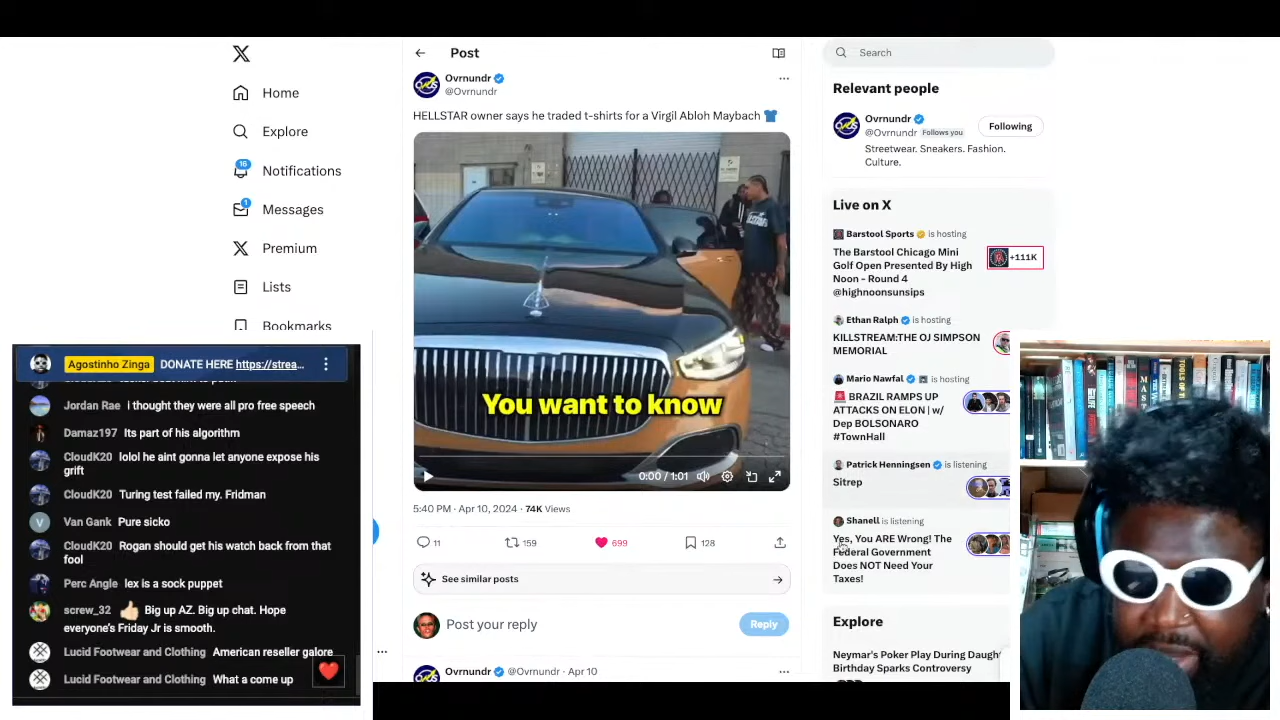 Home
Explore
16
Notifications
1
Messages
Premium
Lists
Bookmarks
Post
Ovrnundr
@Ovrnundr
HELLSTAR owner says he traded t-shirts for a Virgil Abloh Maybach
You want to know
0:00 / 1:01
5:40 PM · Apr 10, 2024 · 74K Views
11
159
699
128
See similar posts
Post your reply
Reply
Ovrnundr @Ovrnundr · Apr 10
Search
Relevant people
Ovrnundr
@Ovrnundr Follows you
Following
Streetwear. Sneakers. Fashion.
Culture.
Live on X
Barstool Sports is hosting
The Barstool Chicago Mini
Golf Open Presented By High
Noon - Round 4
@highnoonsunsips
+111K
Ethan Ralph is hosting
KILLSTREAM:THE OJ SIMPSON
MEMORIAL
Mario Nawfal is hosting
BRAZIL RAMPS UP
ATTACKS ON ELON | w/
Dep BOLSONARO
#TownHall
Patrick Henningsen is listening
Sitrep
Shanell is listening
Yes, You ARE Wrong! The
Federal Government
Does NOT Need Your
Taxes!
Explore
Neymar's Poker Play During Daugh
Birthday Sparks Controversy
Agostinho Zinga DONATE HERE https://strea...
Jordan Rae i thought they were all pro free speech
Damaz197 Its part of his algorithm
CloudK20 lolol he aint gonna let anyone expose his
grift
CloudK20 Turing test failed my. Fridman
V
Van Gank Pure sicko
CloudK20 Rogan should get his watch back from that
fool
Perc Angle lex is a sock puppet
screw_32 Big up AZ. Big up chat. Hope
everyone's Friday Jr is smooth.
Lucid Footwear and Clothing American reseller galore
Lucid Footwear and Clothing What a come up